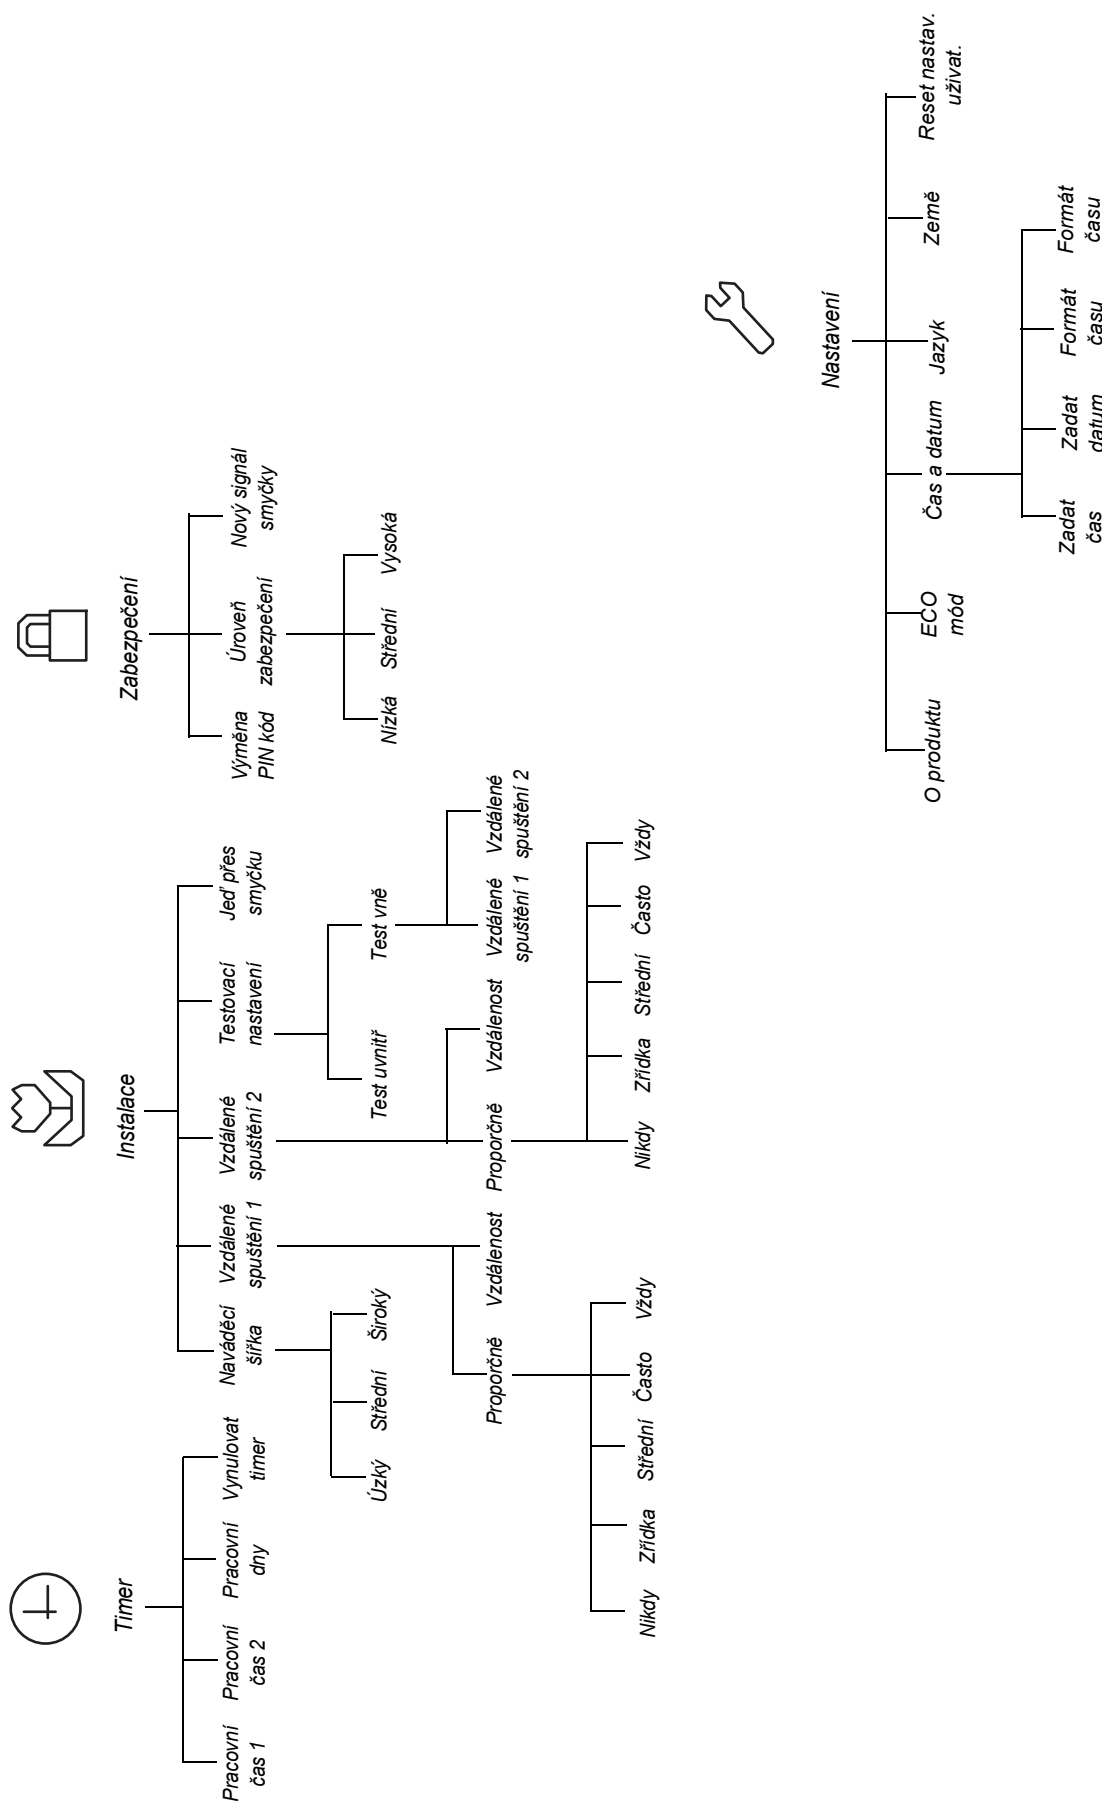 Timer
Pracovní
čas 1
Pracovní
čas 2
Pracovní
dny
Vynulovat
timer
Instalace
Naváděcí
šířka
Vzdálené
spuštění 1
Vzdálené
spuštění 2
Testovací
nastavení
Jeď přes
smyčku
Úzký
Střední
Široký
Test uvnitř
Test vně
Proporčně
Vzdálenost
Proporčně
Vzdálenost
Vzdálené
spuštění 1
Vzdálené
spuštění 2
Nikdy
Zřídka
Střední
Často
Vždy
Nikdy
Zřídka
Střední
Často
Vždy
Zabezpečení
Výměna
PIN kód
Úroveň
zabezpečení
Nový signál
smyčky
Nízká
Střední
Vysoká
Nastavení
O produktu
ECO
mód
Čas a datum
Jazyk
Země
Reset nastav.
uživat.
Zadat
čas
Zadat
datum
Formát
času
Formát
času